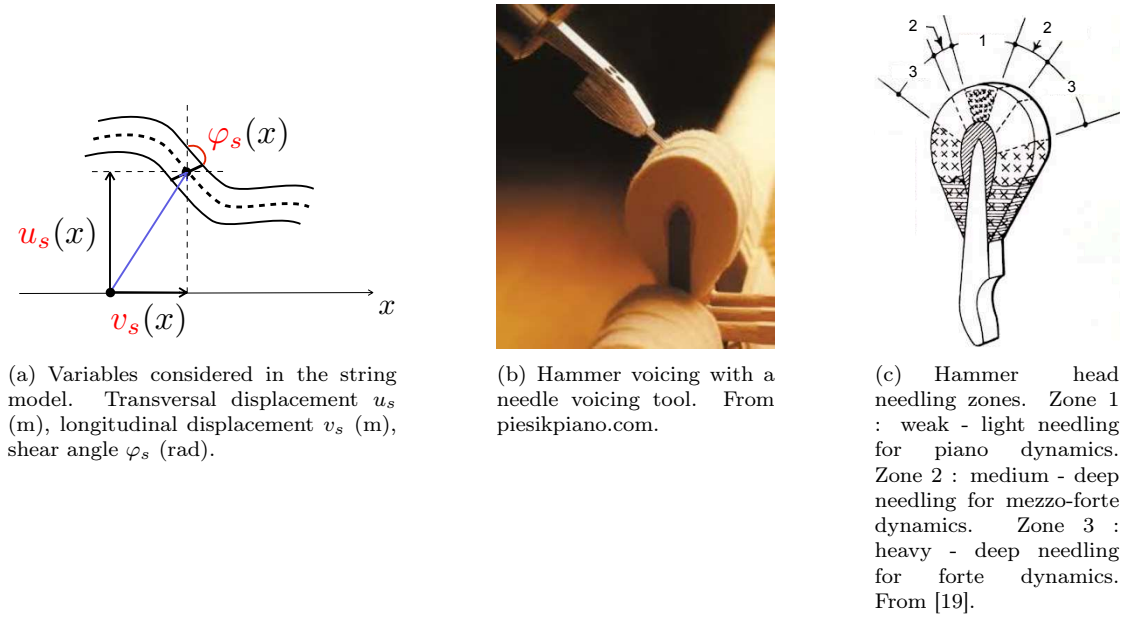 φs(x)
us(x)
vs(x)
x
2
1
2
3
3
(a) Variables considered in the string
model. Transversal displacement us
(m), longitudinal displacement vs (m),
shear angle φs (rad).
(b) Hammer voicing with a
needle voicing tool. From
piesikpiano.com.
(c) Hammer head
needling zones. Zone 1
: weak - light needling
for piano dynamics.
Zone 2 : medium - deep
needling for mezzo-forte
dynamics. Zone 3 :
heavy - deep needling
for forte dynamics.
From [19].